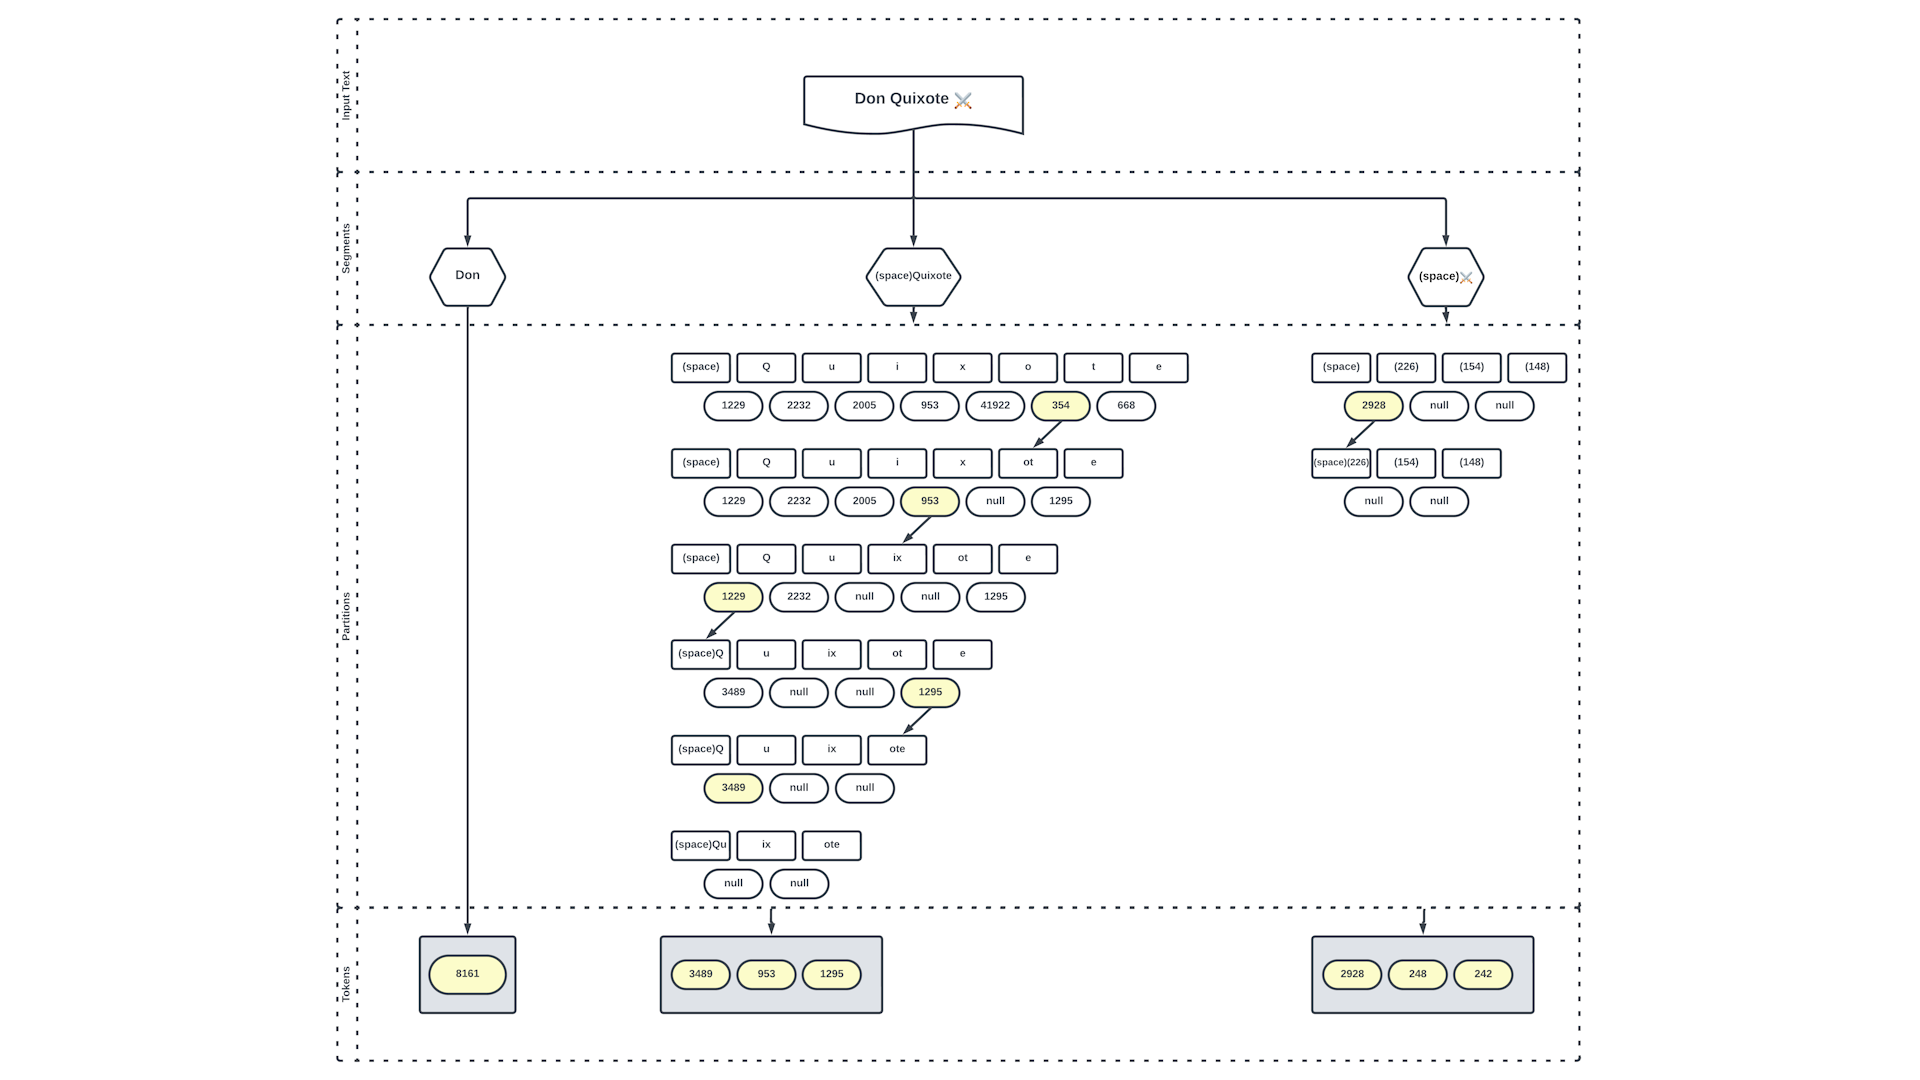 Input Text
Don Quixote ⚔
Segments
Don
(space)Quixote
(space)⚔
Partitions
(space) Q u i x o t e
1229 2232 2005 953 41922 354 668
(space) Q u i x ot e
1229 2232 2005 953 null 1295
(space) Q u ix ot e
1229 2232 null null 1295
(space)Q u ix ot e
3489 null null 1295
(space)Q u ix ote
3489 null null
(space)Qu ix ote
null null
(space) (226) (154) (148)
2928 null null
(space)(226) (154) (148)
null null
Tokens
8161
3489 953 1295
2928 248 242